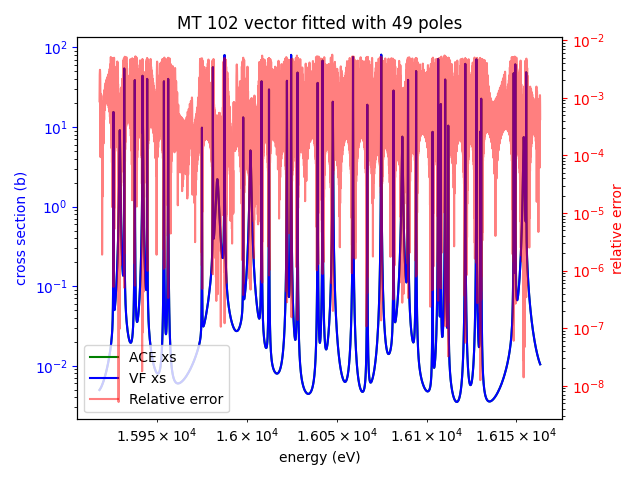 MT 102 vector fitted with 49 poles
cross section (b)
10²
10¹
10⁰
10⁻¹
10⁻²
relative error
10⁻²
10⁻³
10⁻⁴
10⁻⁵
10⁻⁶
10⁻⁷
10⁻⁸
ACE xs
VF xs
Relative error
1.595 × 10⁴ 1.6 × 10⁴ 1.605 × 10⁴ 1.61 × 10⁴ 1.615 × 10⁴
energy (eV)